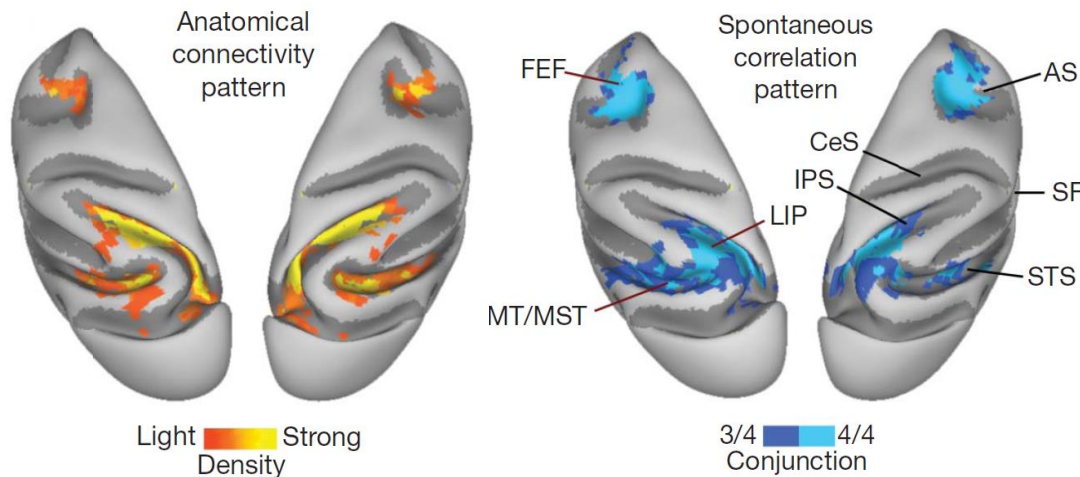 Anatomical
connectivity
pattern
Light Strong
Density
Spontaneous
correlation
pattern
FEF
AS
CeS
IPS
SF
LIP
STS
MT/MST
3/4 4/4
Conjunction